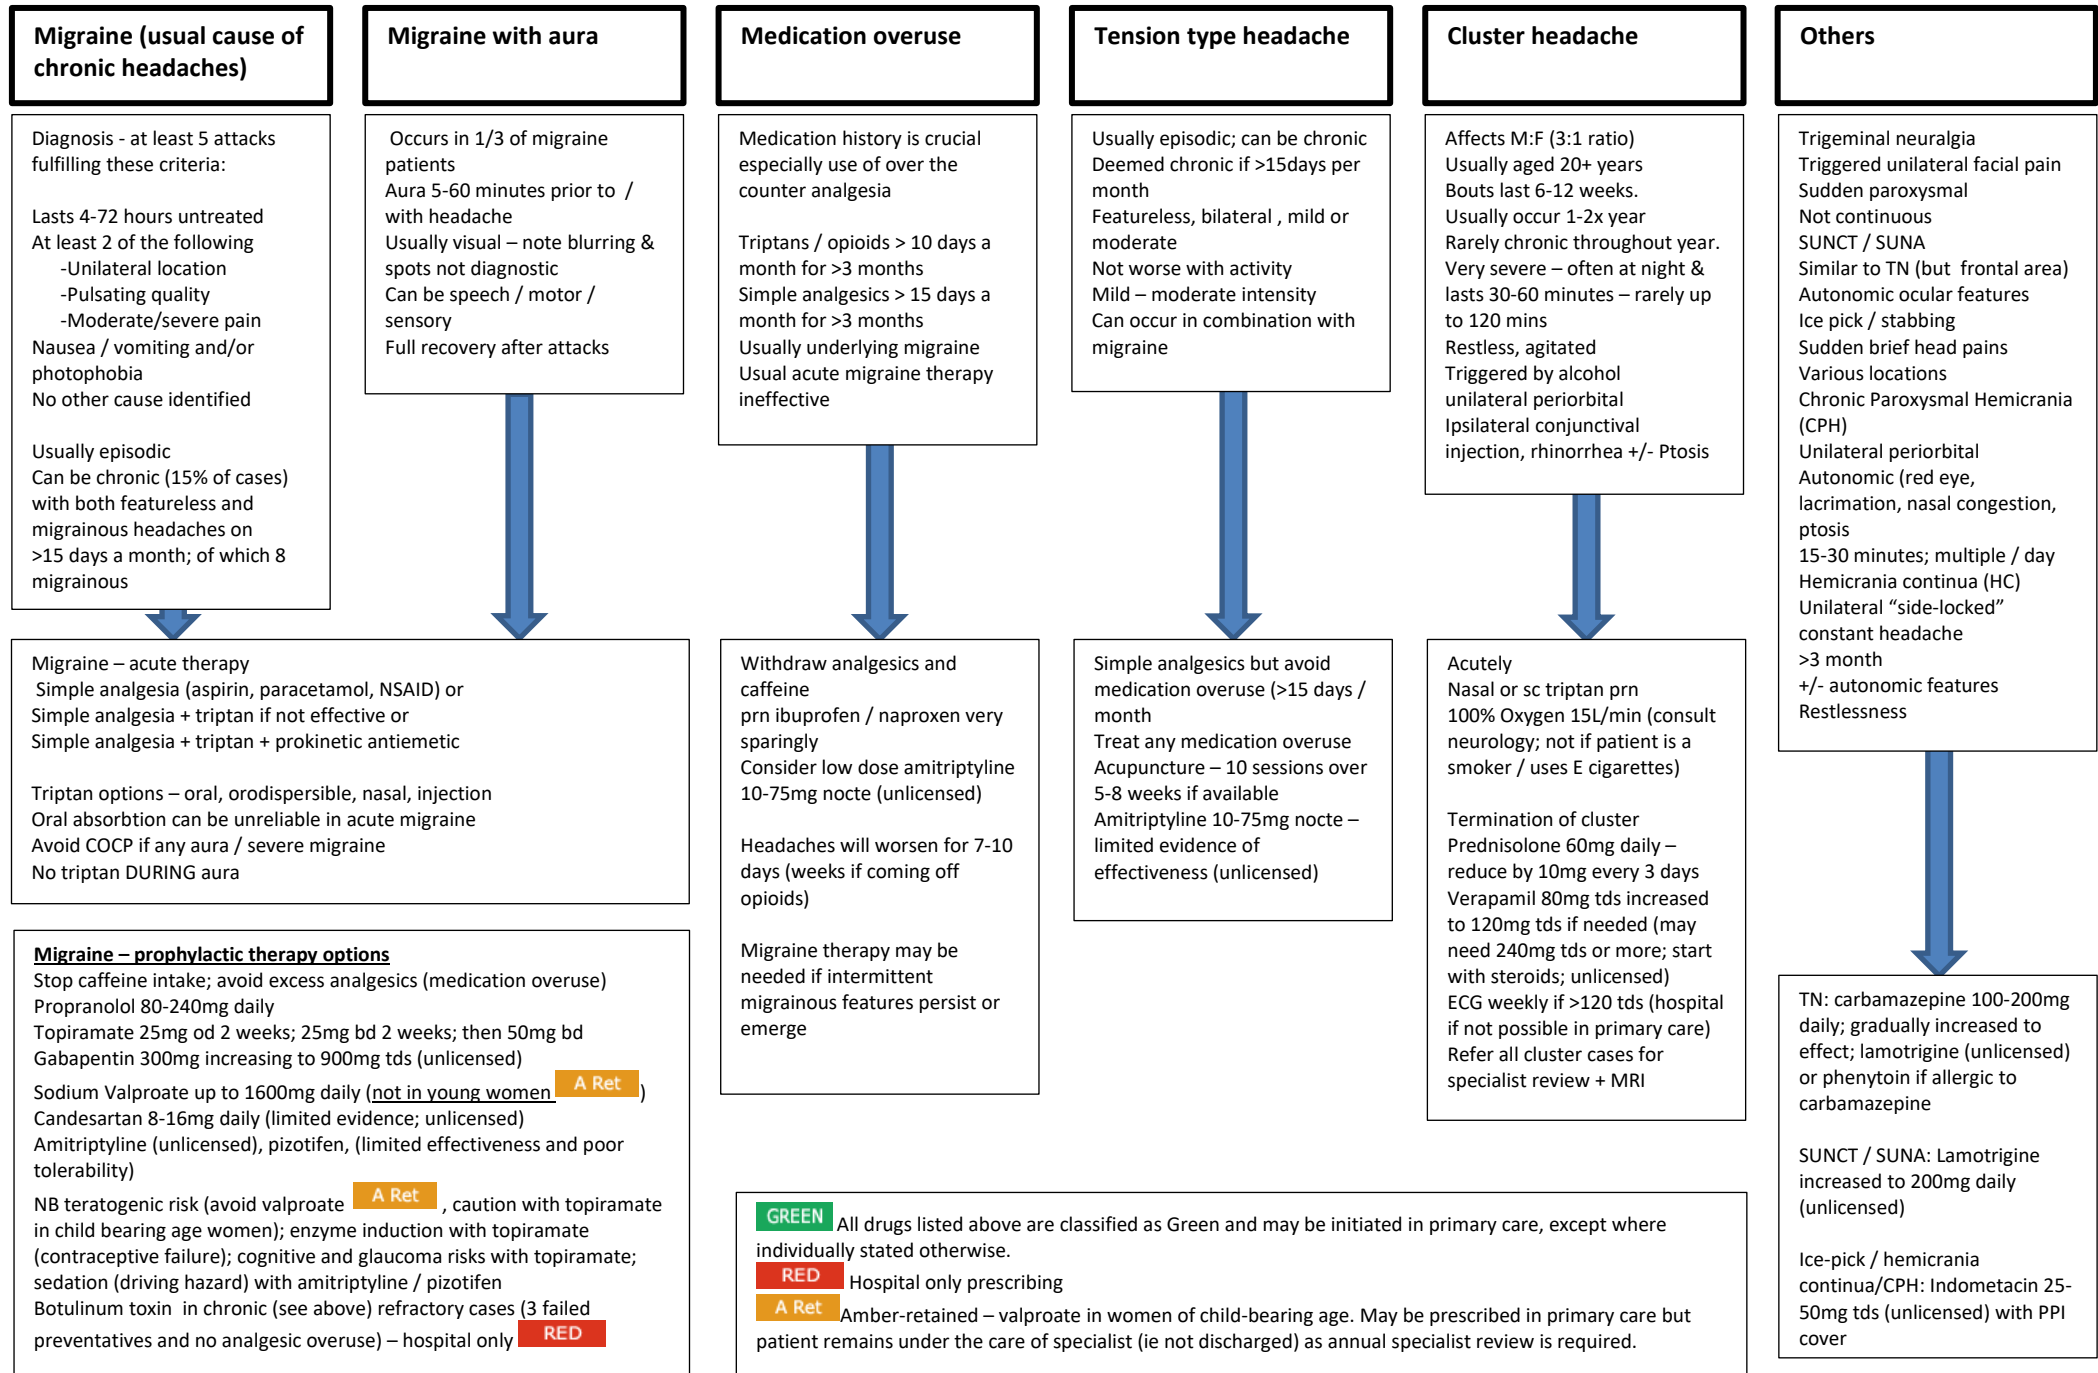 Migraine (usual cause of
chronic headaches)
Diagnosis - at least 5 attacks
fulfilling these criteria:
Lasts 4-72 hours untreated
At least 2 of the following
-Unilateral location
-Pulsating quality
-Moderate/severe pain
Nausea / vomiting and/or
photophobia
No other cause identified
Usually episodic
Can be chronic (15% of cases)
with both featureless and
migrainous headaches on
>15 days a month; of which 8
migrainous
Migraine with aura
Occurs in 1/3 of migraine
patients
Aura 5-60 minutes prior to /
with headache
Usually visual – note blurring &
spots not diagnostic
Can be speech / motor /
sensory
Full recovery after attacks
Migraine – acute therapy
Simple analgesia (aspirin, paracetamol, NSAID) or
Simple analgesia + triptan if not effective or
Simple analgesia + triptan + prokinetic antiemetic
Triptan options – oral, orodispersible, nasal, injection
Oral absorbtion can be unreliable in acute migraine
Avoid COCP if any aura / severe migraine
No triptan DURING aura
Migraine – prophylactic therapy options
Stop caffeine intake; avoid excess analgesics (medication overuse)
Propranolol 80-240mg daily
Topiramate 25mg od 2 weeks; 25mg bd 2 weeks; then 50mg bd
Gabapentin 300mg increasing to 900mg tds (unlicensed)
Sodium Valproate up to 1600mg daily (not in young women A Ret )
Candesartan 8-16mg daily (limited evidence; unlicensed)
Amitriptyline (unlicensed), pizotifen, (limited effectiveness and poor
tolerability)
NB teratogenic risk (avoid valproate A Ret , caution with topiramate
in child bearing age women); enzyme induction with topiramate
(contraceptive failure); cognitive and glaucoma risks with topiramate;
sedation (driving hazard) with amitriptyline / pizotifen
Botulinum toxin in chronic (see above) refractory cases (3 failed
preventatives and no analgesic overuse) – hospital only RED
Medication overuse
Medication history is crucial
especially use of over the
counter analgesia
Triptans / opioids > 10 days a
month for >3 months
Simple analgesics > 15 days a
month for >3 months
Usually underlying migraine
Usual acute migraine therapy
ineffective
Withdraw analgesics and
caffeine
prn ibuprofen / naproxen very
sparingly
Consider low dose amitriptyline
10-75mg nocte (unlicensed)
Headaches will worsen for 7-10
days (weeks if coming off
opioids)
Migraine therapy may be
needed if intermittent
migrainous features persist or
emerge
Tension type headache
Usually episodic; can be chronic
Deemed chronic if >15days per
month
Featureless, bilateral , mild or
moderate
Not worse with activity
Mild – moderate intensity
Can occur in combination with
migraine
Simple analgesics but avoid
medication overuse (>15 days /
month
Treat any medication overuse
Acupuncture – 10 sessions over
5-8 weeks if available
Amitriptyline 10-75mg nocte –
limited evidence of
effectiveness (unlicensed)
Cluster headache
Affects M:F (3:1 ratio)
Usually aged 20+ years
Bouts last 6-12 weeks.
Usually occur 1-2x year
Rarely chronic throughout year.
Very severe – often at night &
lasts 30-60 minutes – rarely up
to 120 mins
Restless, agitated
Triggered by alcohol
unilateral periorbital
Ipsilateral conjunctival
injection, rhinorrhea +/- Ptosis
Acutely
Nasal or sc triptan prn
100% Oxygen 15L/min (consult
neurology; not if patient is a
smoker / uses E cigarettes)
Termination of cluster
Prednisolone 60mg daily –
reduce by 10mg every 3 days
Verapamil 80mg tds increased
to 120mg tds if needed (may
need 240mg tds or more; start
with steroids; unlicensed)
ECG weekly if >120 tds (hospital
if not possible in primary care)
Refer all cluster cases for
specialist review + MRI
Others
Trigeminal neuralgia
Triggered unilateral facial pain
Sudden paroxysmal
Not continuous
SUNCT / SUNA
Similar to TN (but frontal area)
Autonomic ocular features
Ice pick / stabbing
Sudden brief head pains
Various locations
Chronic Paroxysmal Hemicrania
(CPH)
Unilateral periorbital
Autonomic (red eye,
lacrimation, nasal congestion,
ptosis
15-30 minutes; multiple / day
Hemicrania continua (HC)
Unilateral “side-locked”
constant headache
>3 month
+/- autonomic features
Restlessness
TN: carbamazepine 100-200mg
daily; gradually increased to
effect; lamotrigine (unlicensed)
or phenytoin if allergic to
carbamazepine
SUNCT / SUNA: Lamotrigine
increased to 200mg daily
(unlicensed)
Ice-pick / hemicrania
continua/CPH: Indometacin 25-
50mg tds (unlicensed) with PPI
cover
GREEN All drugs listed above are classified as Green and may be initiated in primary care, except where
individually stated otherwise.
RED Hospital only prescribing
A Ret Amber-retained – valproate in women of child-bearing age. May be prescribed in primary care but
patient remains under the care of specialist (ie not discharged) as annual specialist review is required.